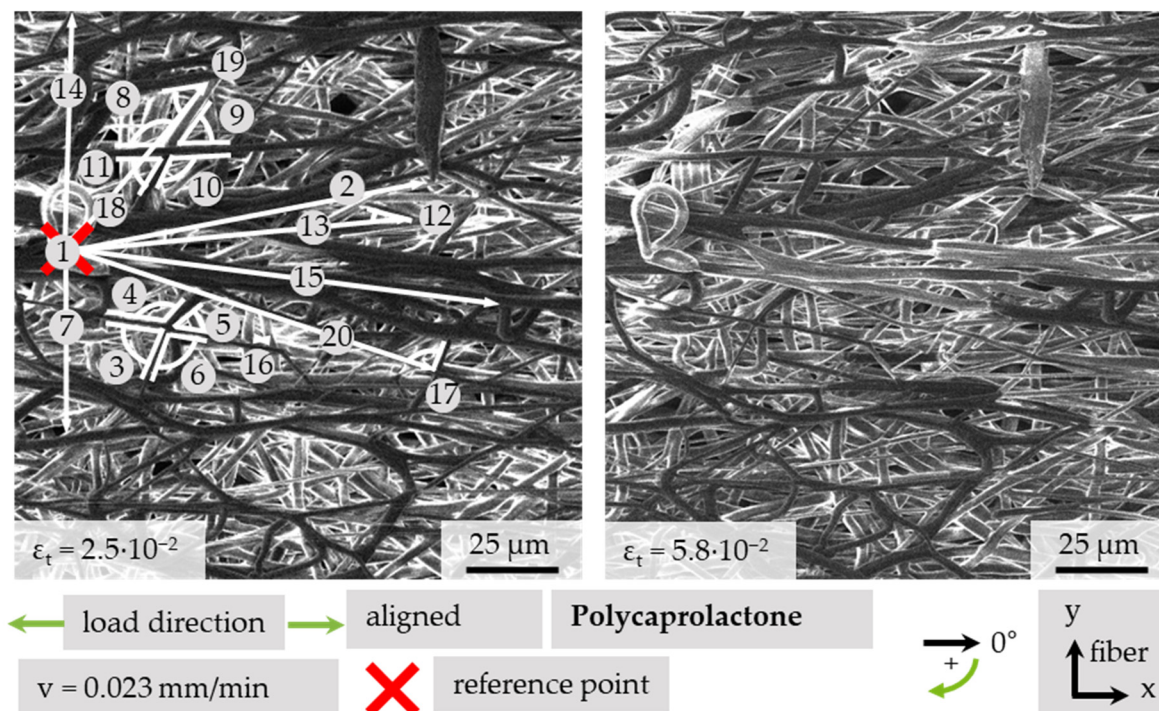 14
8
19
9
11
10
18
2
13
12
1
15
4
7
5
20
3
6
16
17
εt = 2.5·10−2
25 µm
εt = 5.8·10−2
25 µm
load direction
aligned
Polycaprolactone
v = 0.023 mm/min
reference point
0°
+
y
fiber
x